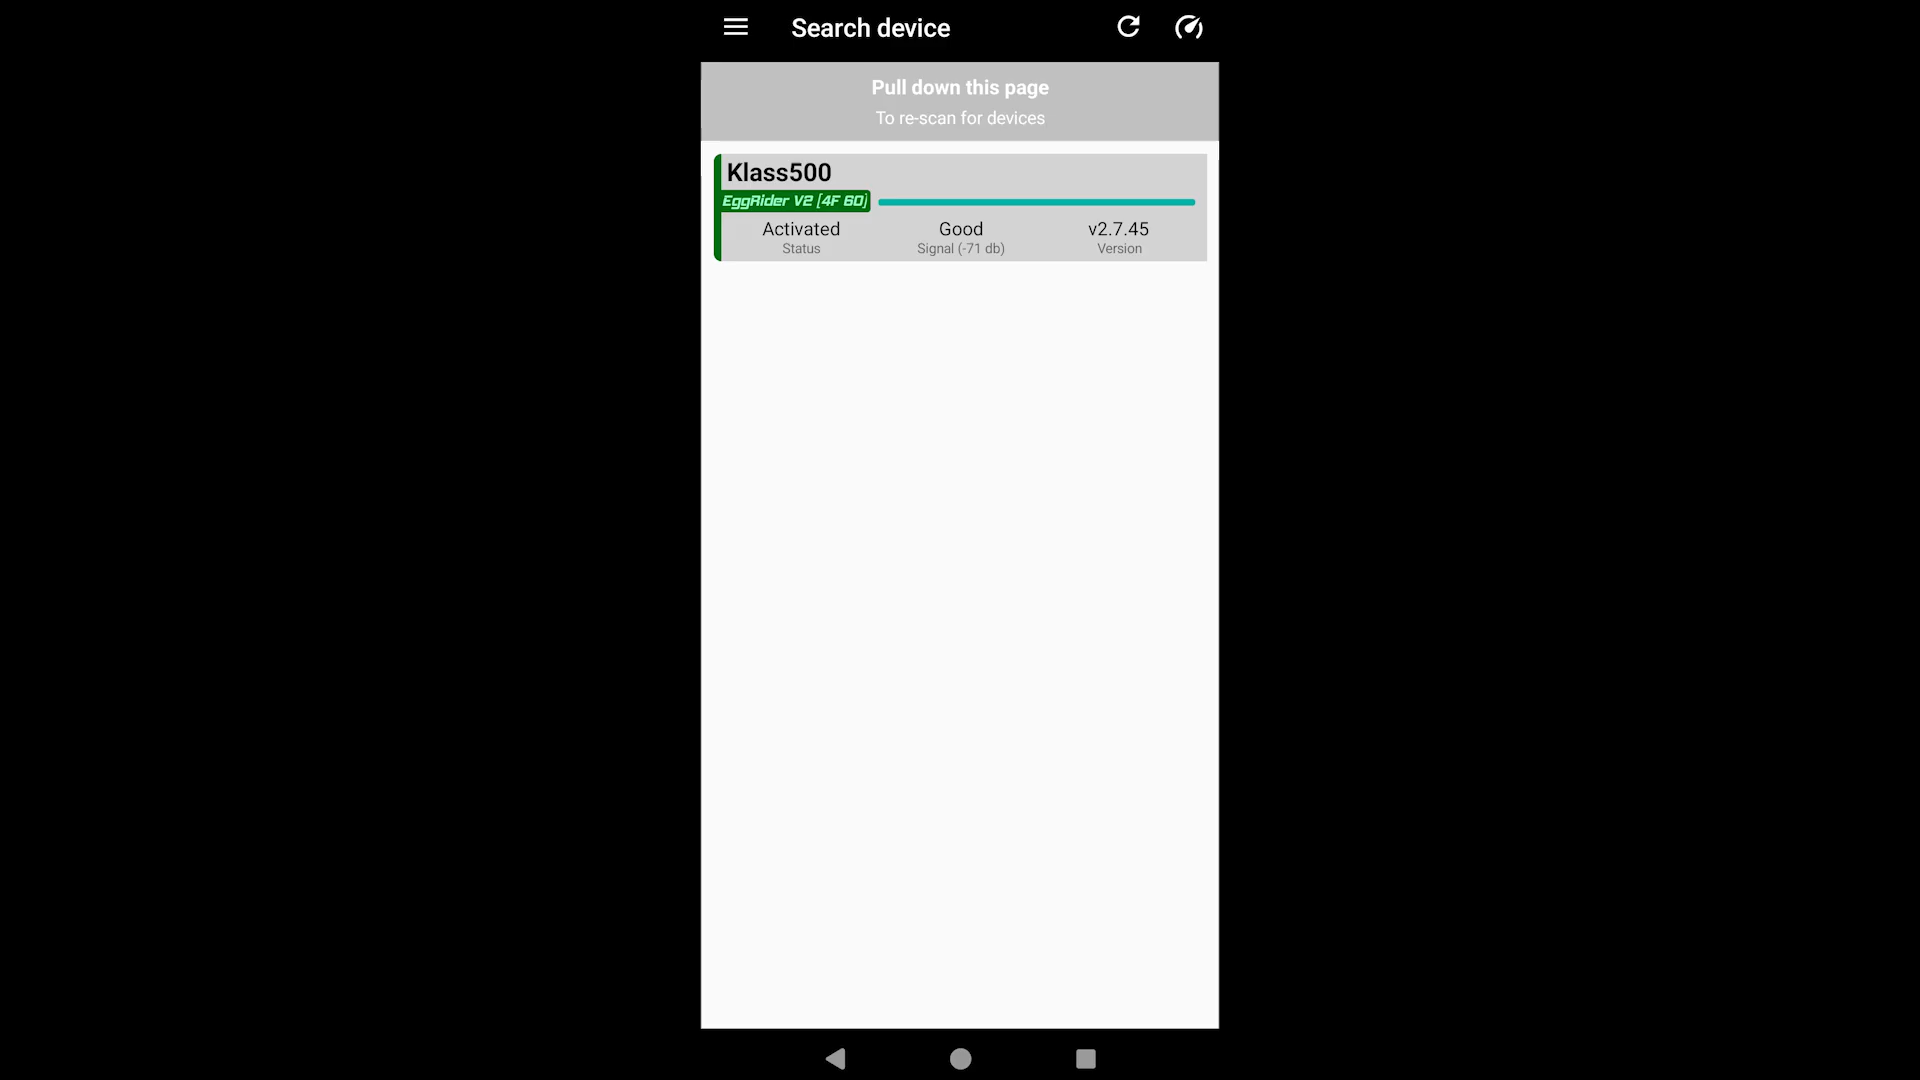 Search device
Pull down this page
To re-scan for devices
Klass500
EggRider V2 [4F 60]
Activated Good v2.7.45
Status Signal (-71 db) Version